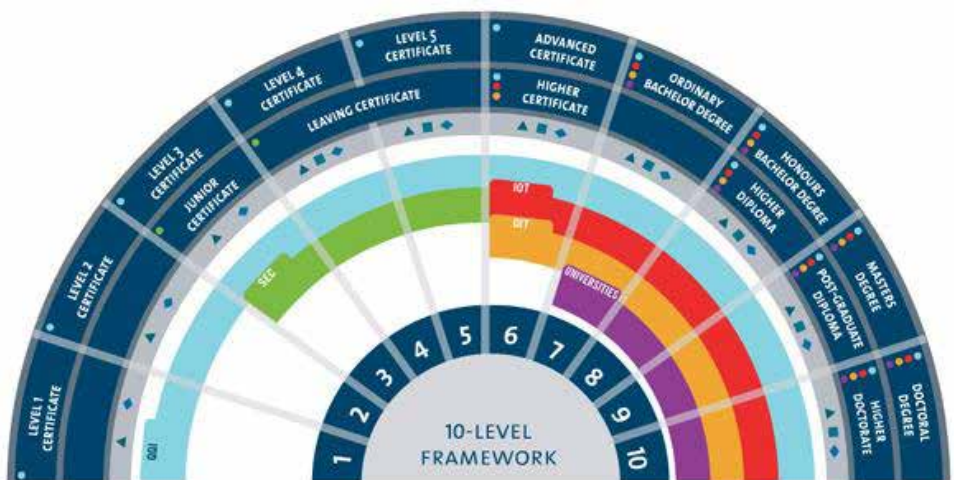 LEVEL 1
CERTIFICATE
LEVEL 2
CERTIFICATE
LEVEL 3
CERTIFICATE
JUNIOR
CERTIFICATE
LEVEL 4
CERTIFICATE
LEVEL 5
CERTIFICATE
LEAVING CERTIFICATE
ADVANCED
CERTIFICATE
HIGHER
CERTIFICATE
ORDINARY
BACHELOR DEGREE
HONOURS
BACHELOR DEGREE
HIGHER
DIPLOMA
MASTERS
DEGREE
POST-GRADUATE
DIPLOMA
DOCTORAL
DEGREE
HIGHER
DOCTORATE
QQI
SEC
IOT
DIT
UNIVERSITIES
1
2
3
4
5
6
7
8
9
10
10-LEVEL
FRAMEWORK